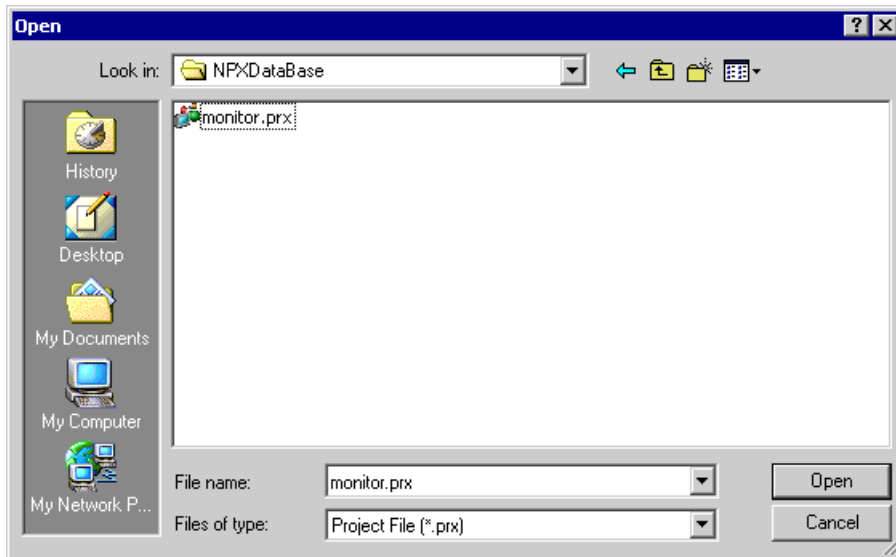 Open
Look in: NPXDataBase
monitor.prx
History
Desktop
My Documents
My Computer
My Network P...
File name: monitor.prx Open
Files of type: Project File (*.prx) Cancel